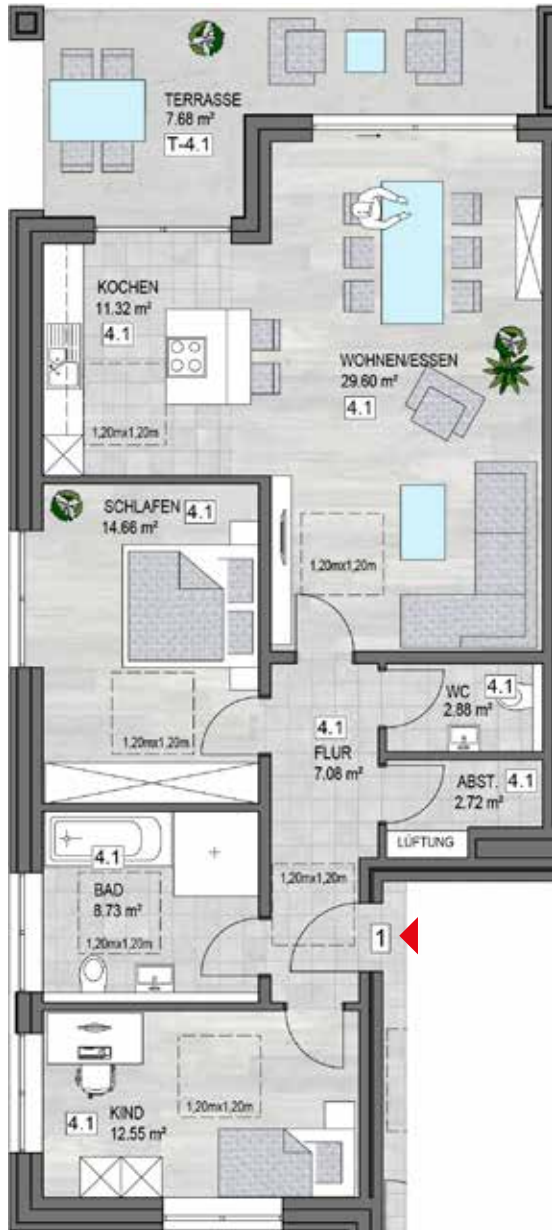 TERRASSE
7.68 m²
T-4.1
KOCHEN
11.32 m²
4.1
1,20mx1,20m
WOHNEN/ESSEN
29.60 m²
4.1
1,20mx1,20m
SCHLAFEN 4.1
14.66 m²
1,20mx1,20m
WC 4.1
2.88 m²
4.1
FLUR
7.08 m²
ABST. 4.1
2.72 m²
LÜFTUNG
4.1
BAD
8.73 m²
1,20mx1,20m
1,20mx1,20m
1
KIND
4.1 12.55 m²
1,20mx1,20m